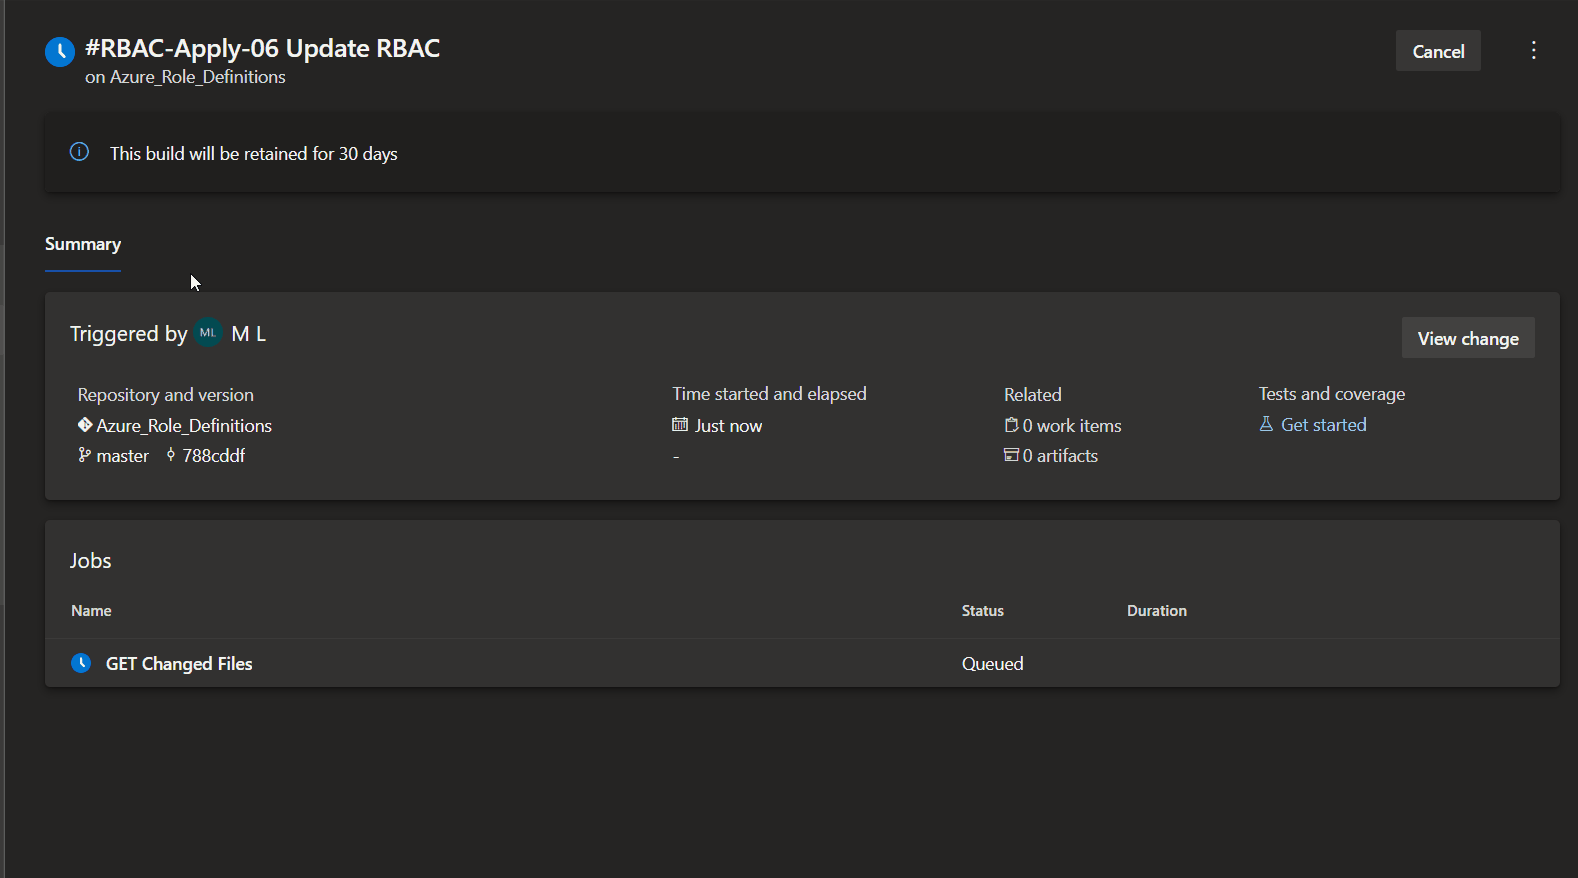 #RBAC-Apply-06 Update RBAC
on Azure_Role_Definitions
Cancel
This build will be retained for 30 days
Summary
Triggered by ML M L
View change
Repository and version
Azure_Role_Definitions
master 788cddf
Time started and elapsed
Just now
-
Related
0 work items
0 artifacts
Tests and coverage
Get started
Jobs
Name Status Duration
GET Changed Files Queued